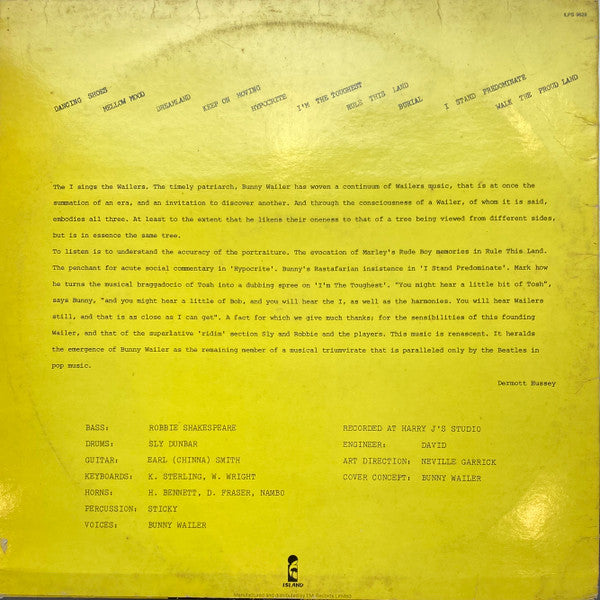 ILPS 9629
DANCING SHOES MELLOW MOOD DREAMLAND KEEP ON MOVING HYPOCRITE I'M THE TOUGHEST RULE THIS LAND BURIAL I STAND PREDOMINATE WALK THE PROUD LAND
The I sings the Wailers. The timely patriarch, Bunny Wailer has woven a continuum of Wailers music, that is at once the
summation of an era, and an invitation to discover another. And through the consciousness of a Wailer, of whom it is said,
embodies all three. At least to the extent that he likens their oneness to that of a tree being viewed from different sides,
but is in essence the same tree.
To listen is to understand the accuracy of the portraiture. The evocation of Marley's Rude Boy memories in Rule This Land.
The penchant for acute social commentary in 'Hypocrite'. Bunny's Rastafarian insistence in 'I Stand Predominate'. Mark how
he turns the musical braggadocio of Tosh into a dubbing spree on 'I'm The Toughest'. "You might hear a little bit of Tosh",
says Bunny, "and you might hear a little of Bob, and you will hear the I, as well as the harmonies. You will hear Wailers
still, and that is as close as I can get". A fact for which we give much thanks; for the sensibilities of this founding
Wailer, and that of the superlative 'ridim' section Sly and Robbie and the players. This music is renascent. It heralds
the emergence of Bunny Wailer as the remaining member of a musical triumvirate that is paralleled only by the Beatles in
pop music.
Dermott Hussey
BASS: ROBBIE SHAKESPEARE
DRUMS: SLY DUNBAR
GUITAR: EARL (CHINNA) SMITH
KEYBOARDS: K. STERLING, W. WRIGHT
HORNS: H. BENNETT, D. FRASER, NAMBO
PERCUSSION: STICKY
VOICES: BUNNY WAILER
RECORDED AT HARRY J'S STUDIO
ENGINEER: DAVID
ART DIRECTION: NEVILLE GARRICK
COVER CONCEPT: BUNNY WAILER
ISLAND
Manufactured and distributed by EMI Records Limited